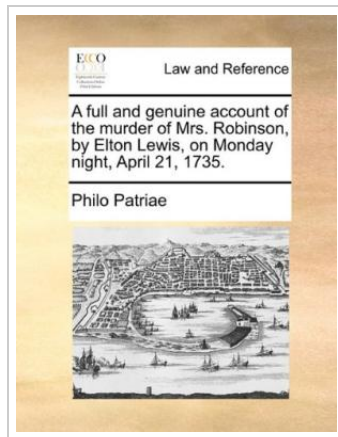 ECCO
Law and Reference
A full and genuine account of
the murder of Mrs. Robinson,
by Elton Lewis, on Monday
night, April 21, 1735.
Philo Patriae